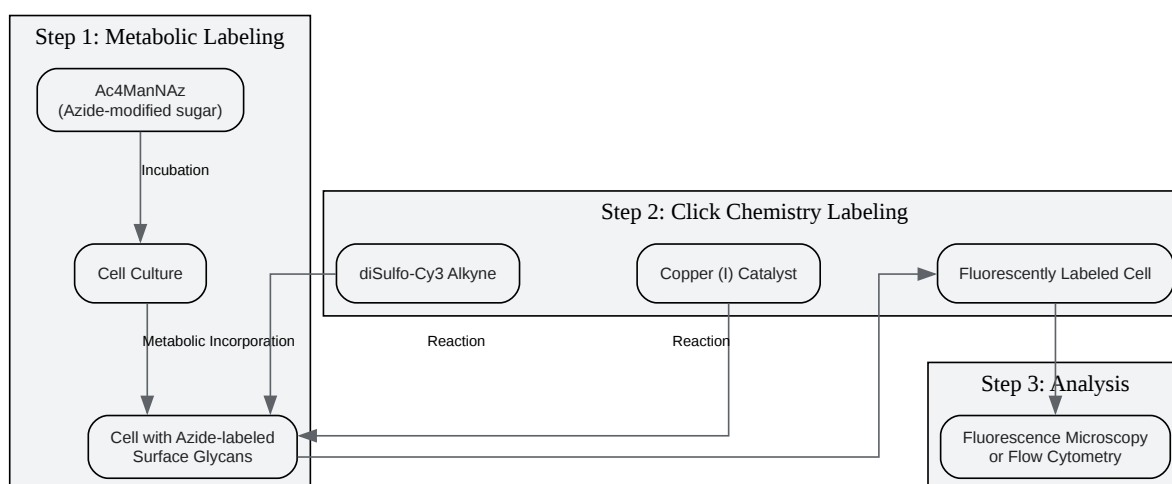 Step 1: Metabolic Labeling
Ac4ManNAz
(Azide-modified sugar)
Incubation
Step 2: Click Chemistry Labeling
Cell Culture
diSulfo-Cy3 Alkyne
Copper (I) Catalyst
Fluorescently Labeled Cell
Metabolic Incorporation
Reaction
Reaction
Step 3: Analysis
Cell with Azide-labeled
Surface Glycans
Fluorescence Microscopy
or Flow Cytometry